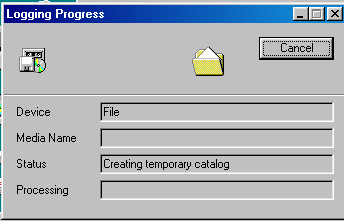 Logging Progress
Cancel
Device
File
Media Name
Status
Creating temporary catalog
Processing